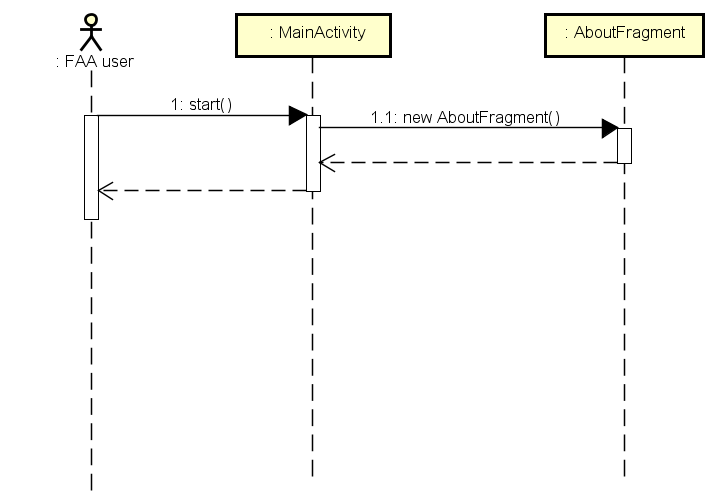 : MainActivity
: AboutFragment
: FAA user
1: start()
1.1: new AboutFragment()